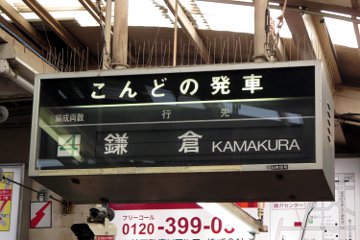 こんどの発車
編成両数 行先
4 鎌倉 KAMAKURA
フリーコール
0120-399-0